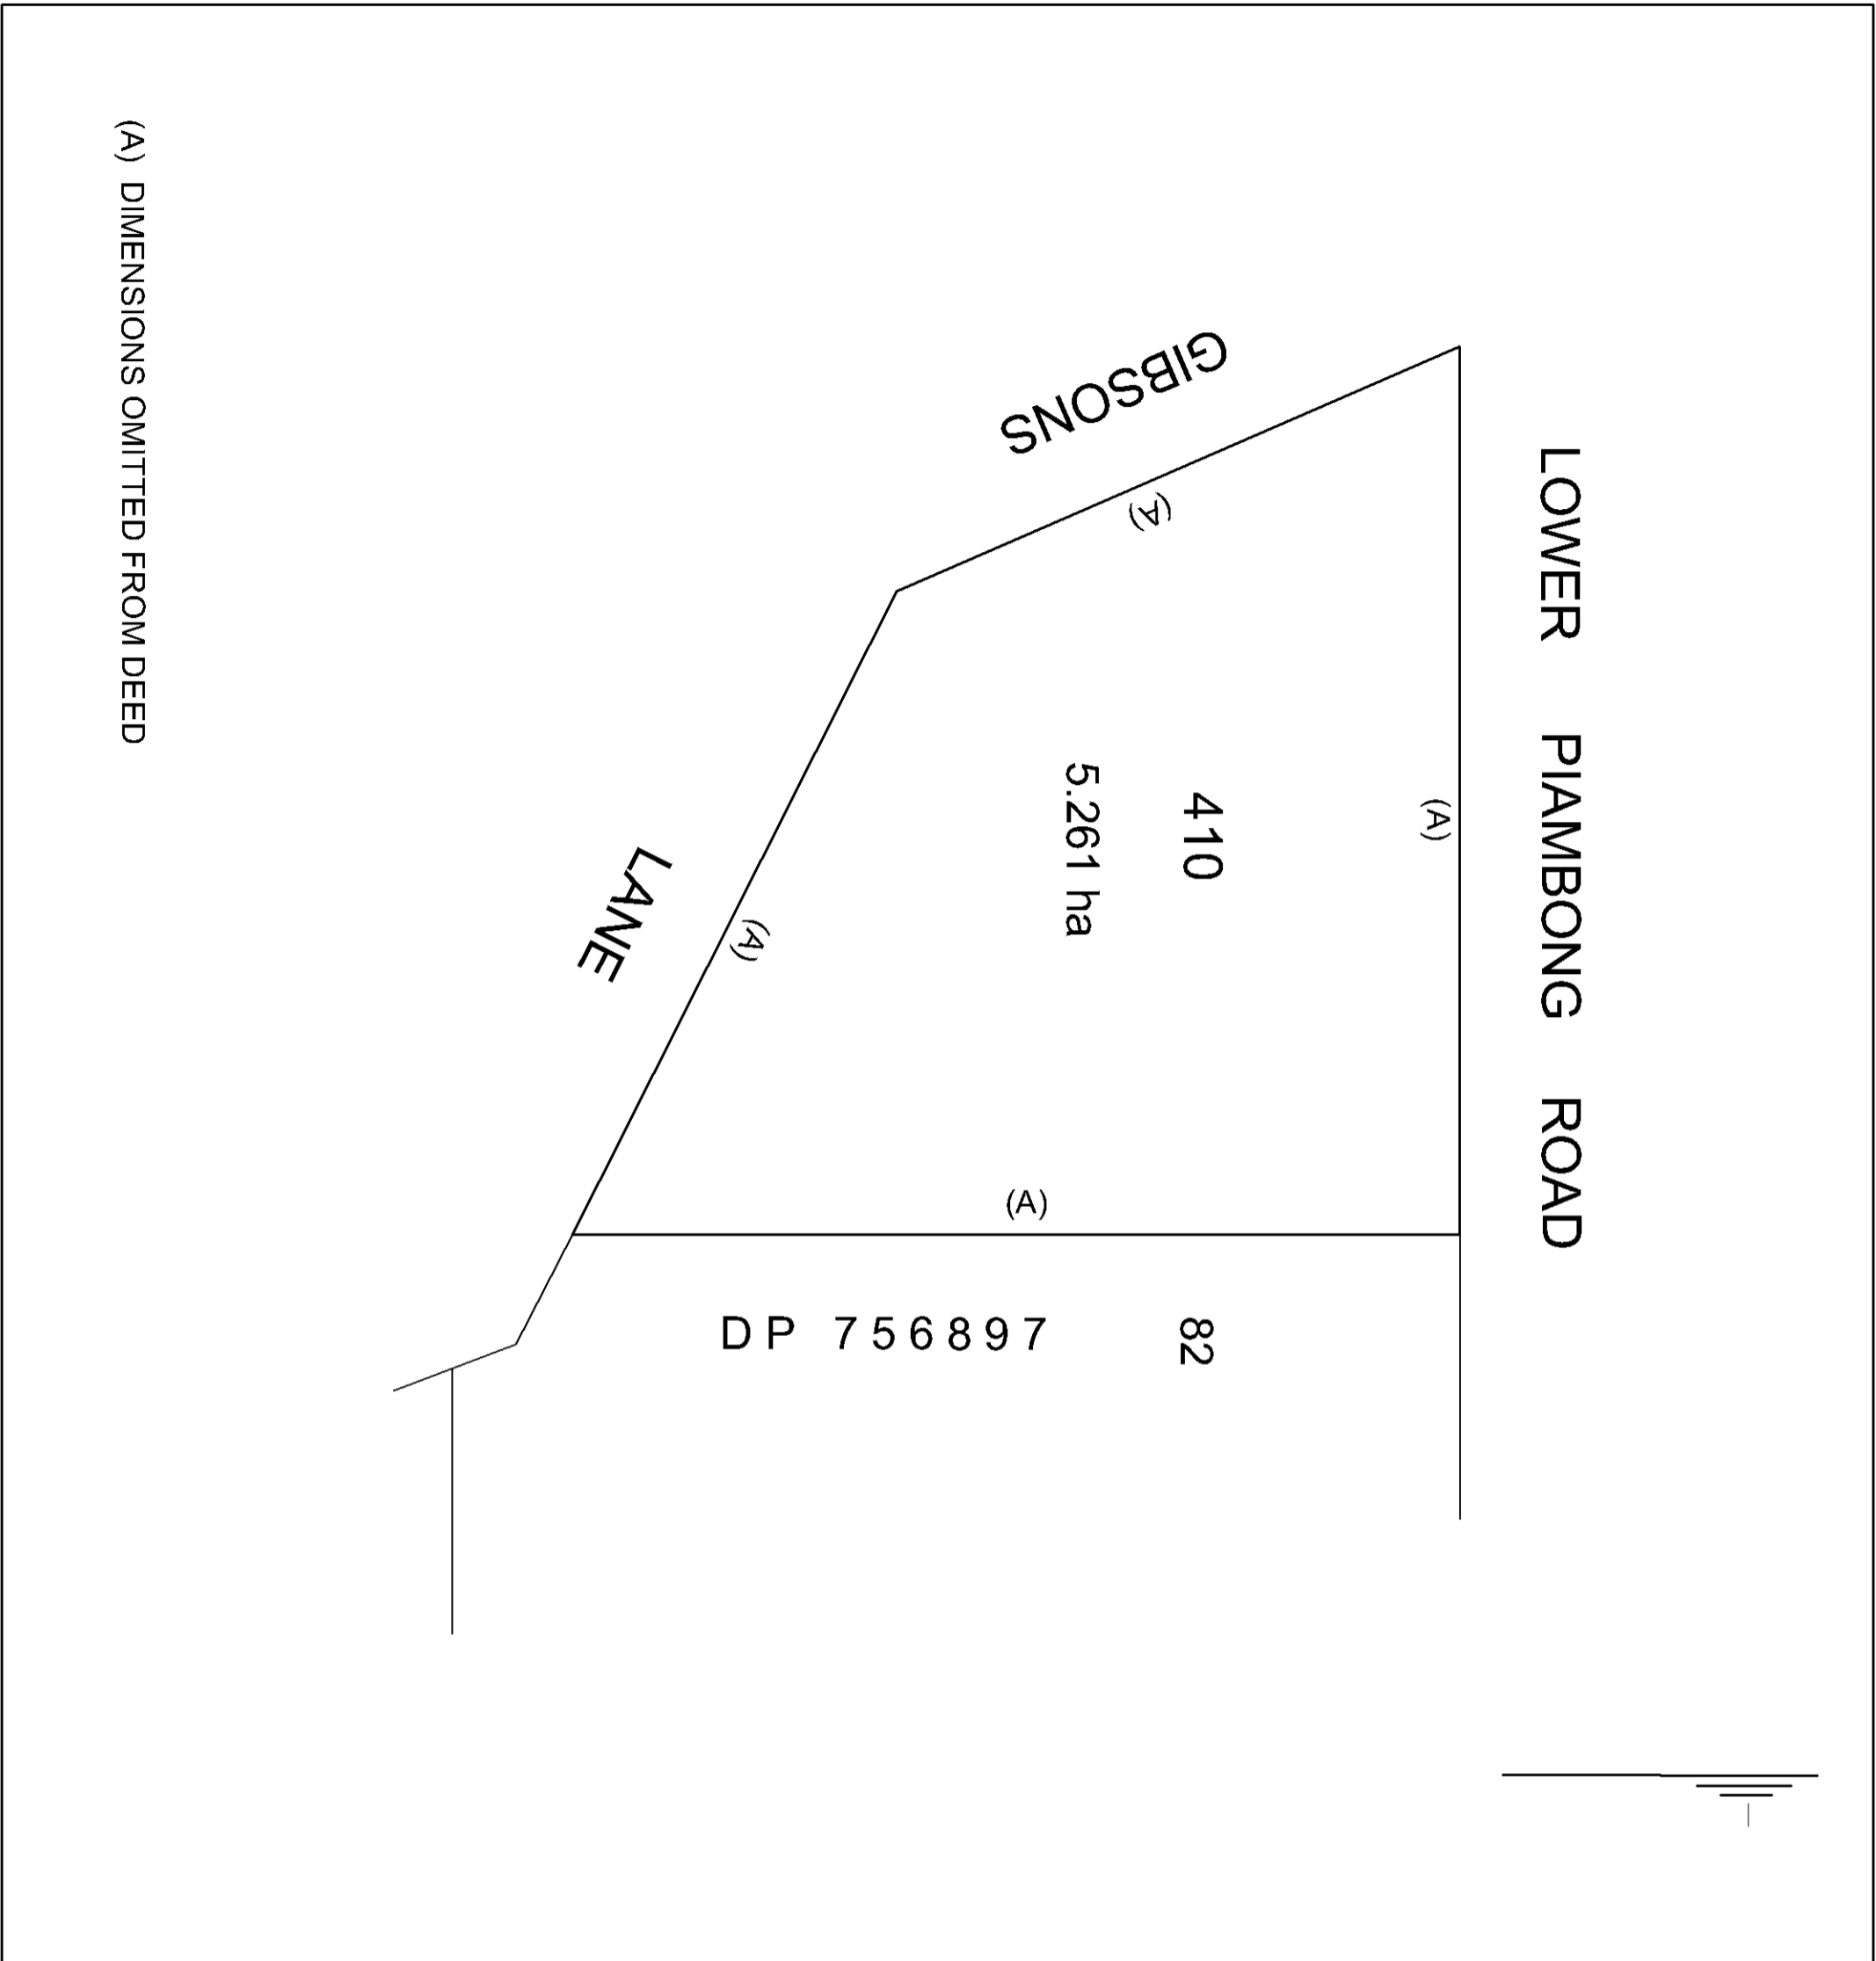 LOWER PIAMBONG ROAD
GIBSONS
(A)
(A)
410
5.261 ha
LANE
(A)
(A)
82
DP 756897
(A) DIMENSIONS OMITTED FROM DEED